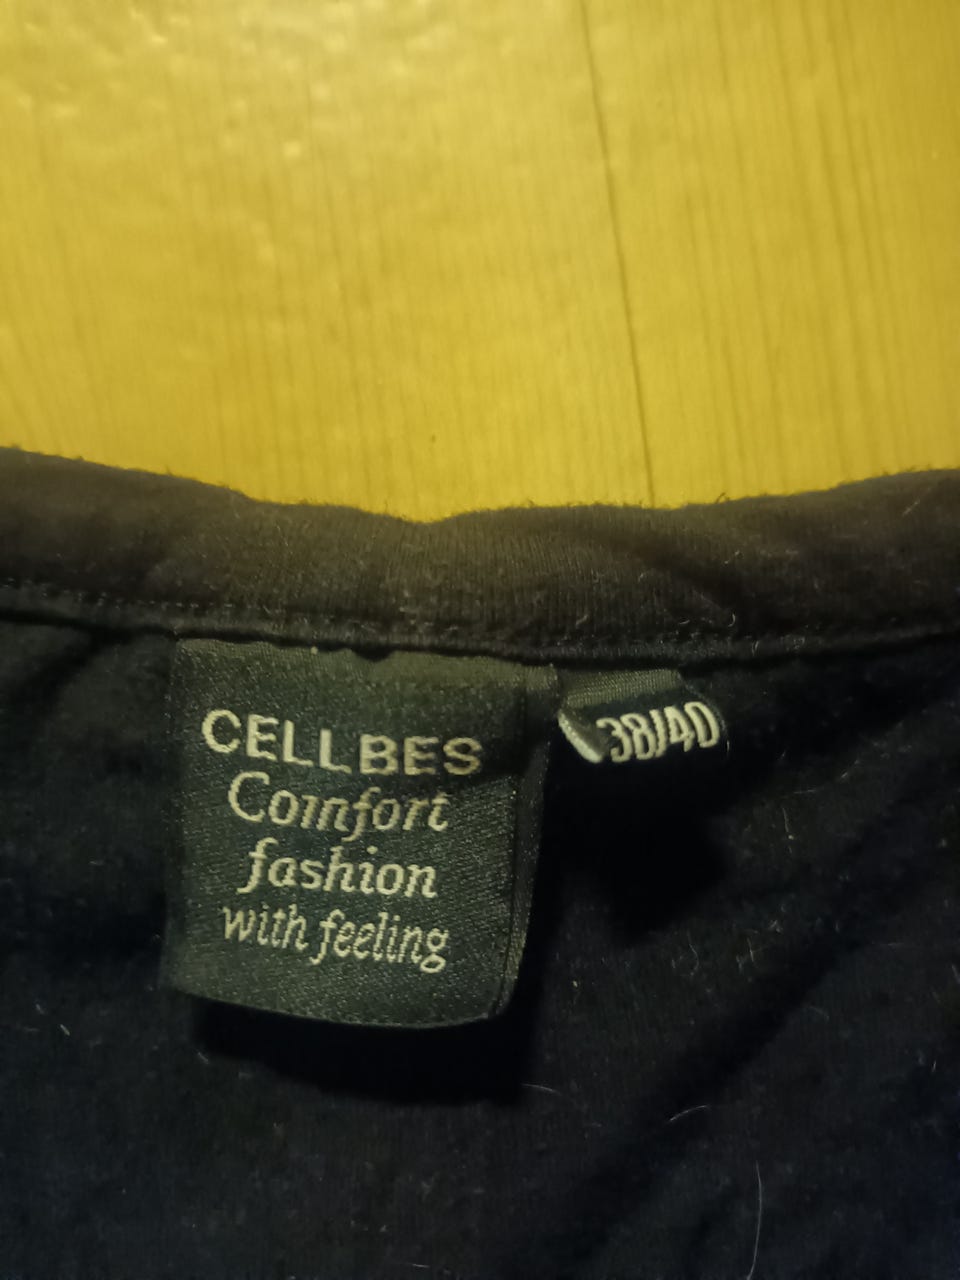 CELLBES
Comfort
fashion
with feeling
38/40